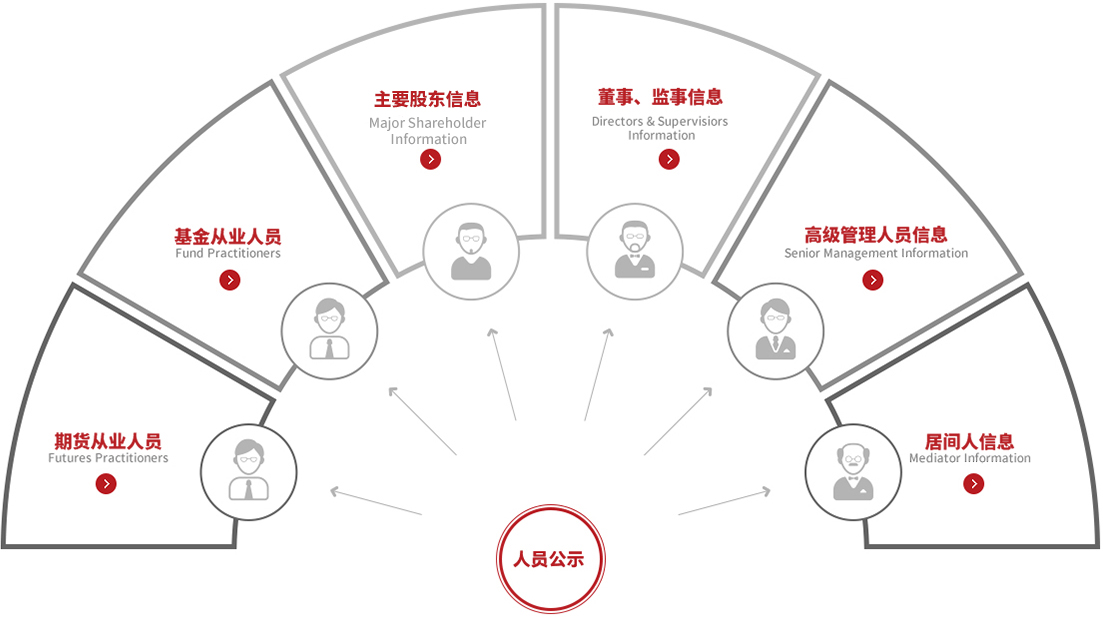 主要股东信息
Major Shareholder
Information
董事、监事信息
Directors & Supervisiors
Information
基金从业人员
Fund Practitioners
高级管理人员信息
Senior Management Information
期货从业人员
Futures Practitioners
居间人信息
Mediator Information
人员公示